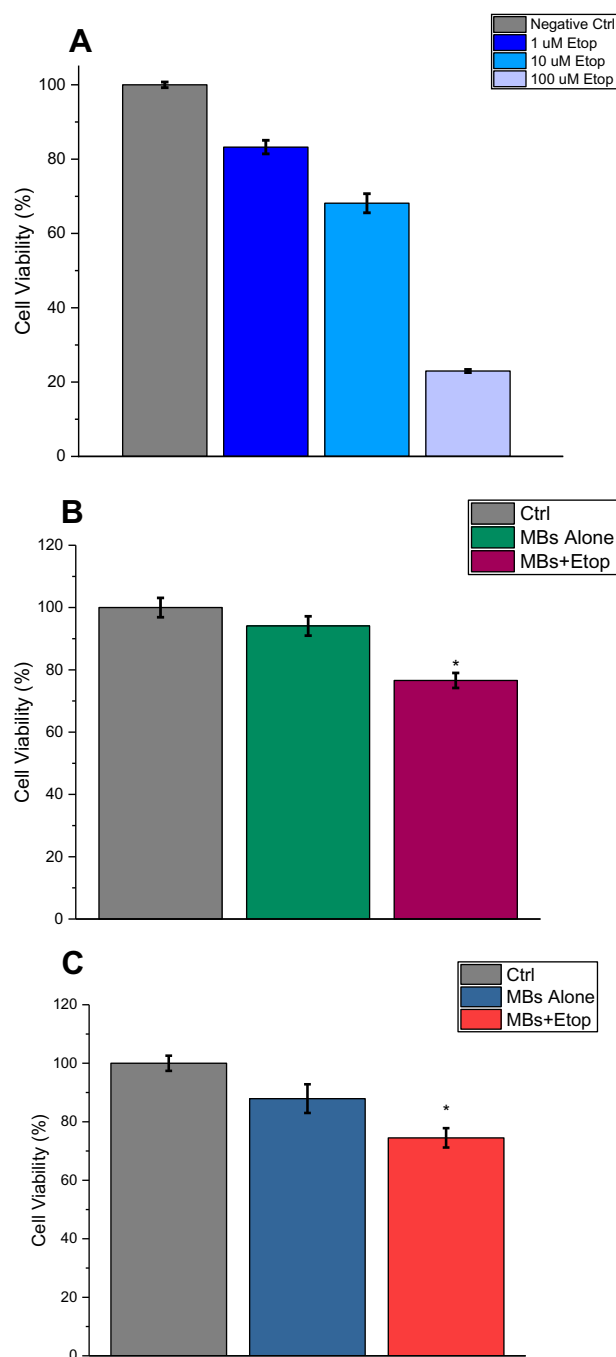 A
Negative Ctrl
1 uM Etop
10 uM Etop
100 uM Etop
100
80
60
40
20
0
Cell Viability (%)
B
Ctrl
MBs Alone
MBs+Etop
120
100
80
60
40
20
0
Cell Viability (%)
*
C
Ctrl
MBs Alone
MBs+Etop
120
100
80
60
40
20
0
Cell Viability (%)
*